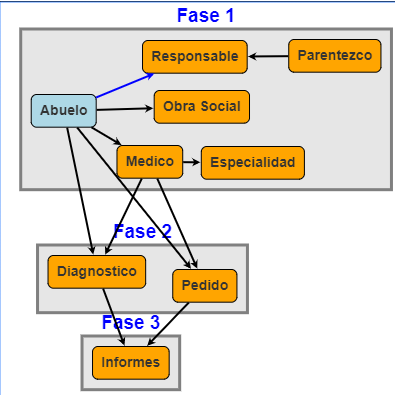 Fase 1
Responsable
Parentezco
Abuelo
Obra Social
Medico
Especialidad
Fase 2
Diagnostico
Pedido
Fase 3
Informes